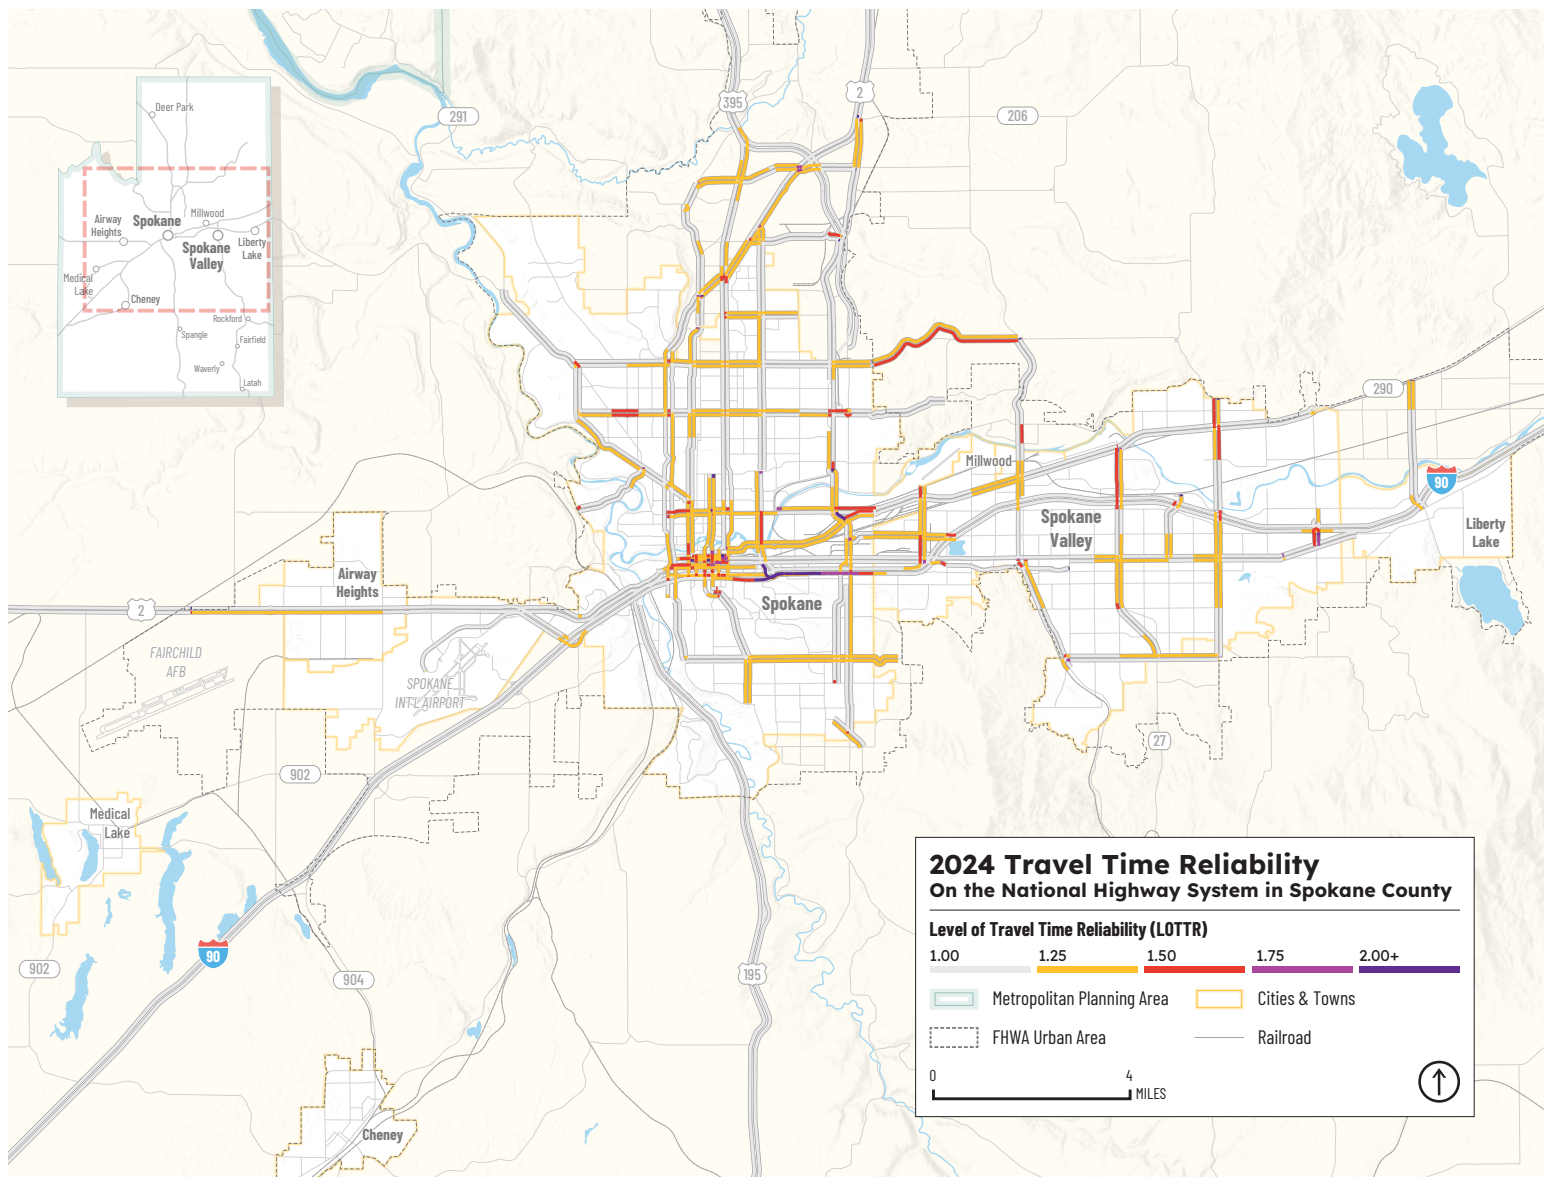 395
2
291
206
Deer Park
Airway
Heights
Spokane
Millwood
Spokane
Valley
Liberty
Lake
Medical
Lake
Cheney
Rockford
Spangle
Fairfield
Waverly
Latah
290
Millwood
90
Spokane
Valley
Liberty
Lake
Airway
Heights
2
Spokane
FAIRCHILD
AFB
SPOKANE
INT'L AIRPORT
27
902
Medical
Lake
90
902
904
195
Cheney
2024 Travel Time Reliability
On the National Highway System in Spokane County
Level of Travel Time Reliability (LOTTR)
1.00 1.25 1.50 1.75 2.00+
Metropolitan Planning Area Cities & Towns
FHWA Urban Area Railroad
0 4
MILES